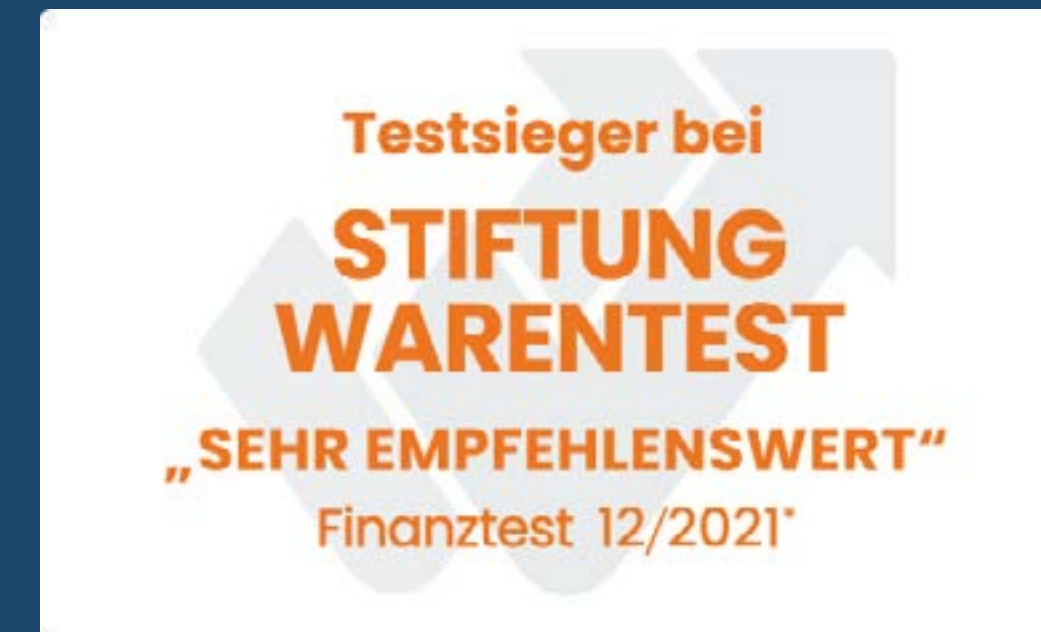 Testsieger bei
STIFTUNG
WARENTEST
„SEHR EMPFEHLENSWERT“
Finanztest 12/2021*